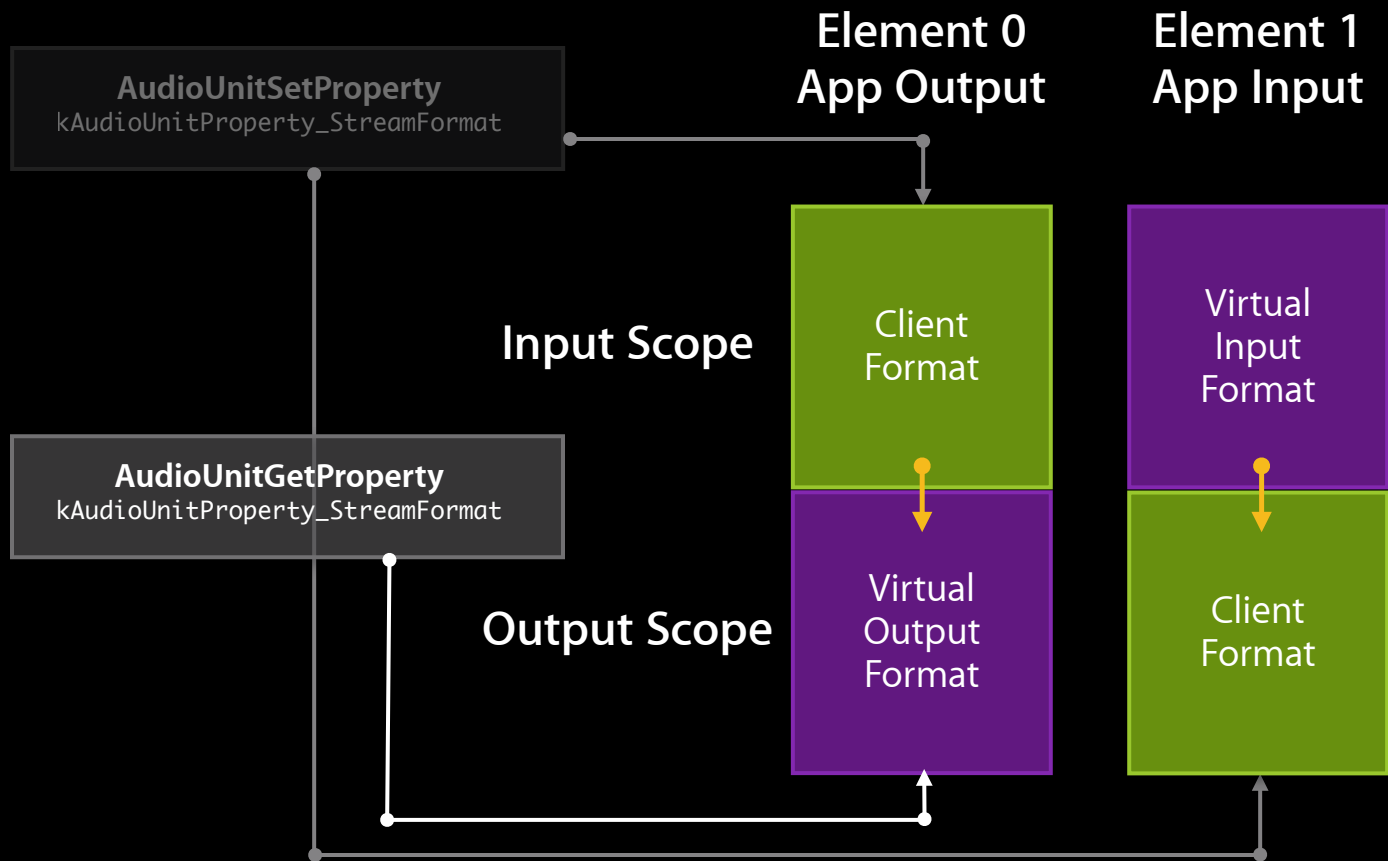 Element 0
App Output
Element 1
App Input
AudioUnitSetProperty
kAudioUnitProperty_StreamFormat
Input Scope
Client
Format
Virtual
Input
Format
AudioUnitGetProperty
kAudioUnitProperty_StreamFormat
Output Scope
Virtual
Output
Format
Client
Format